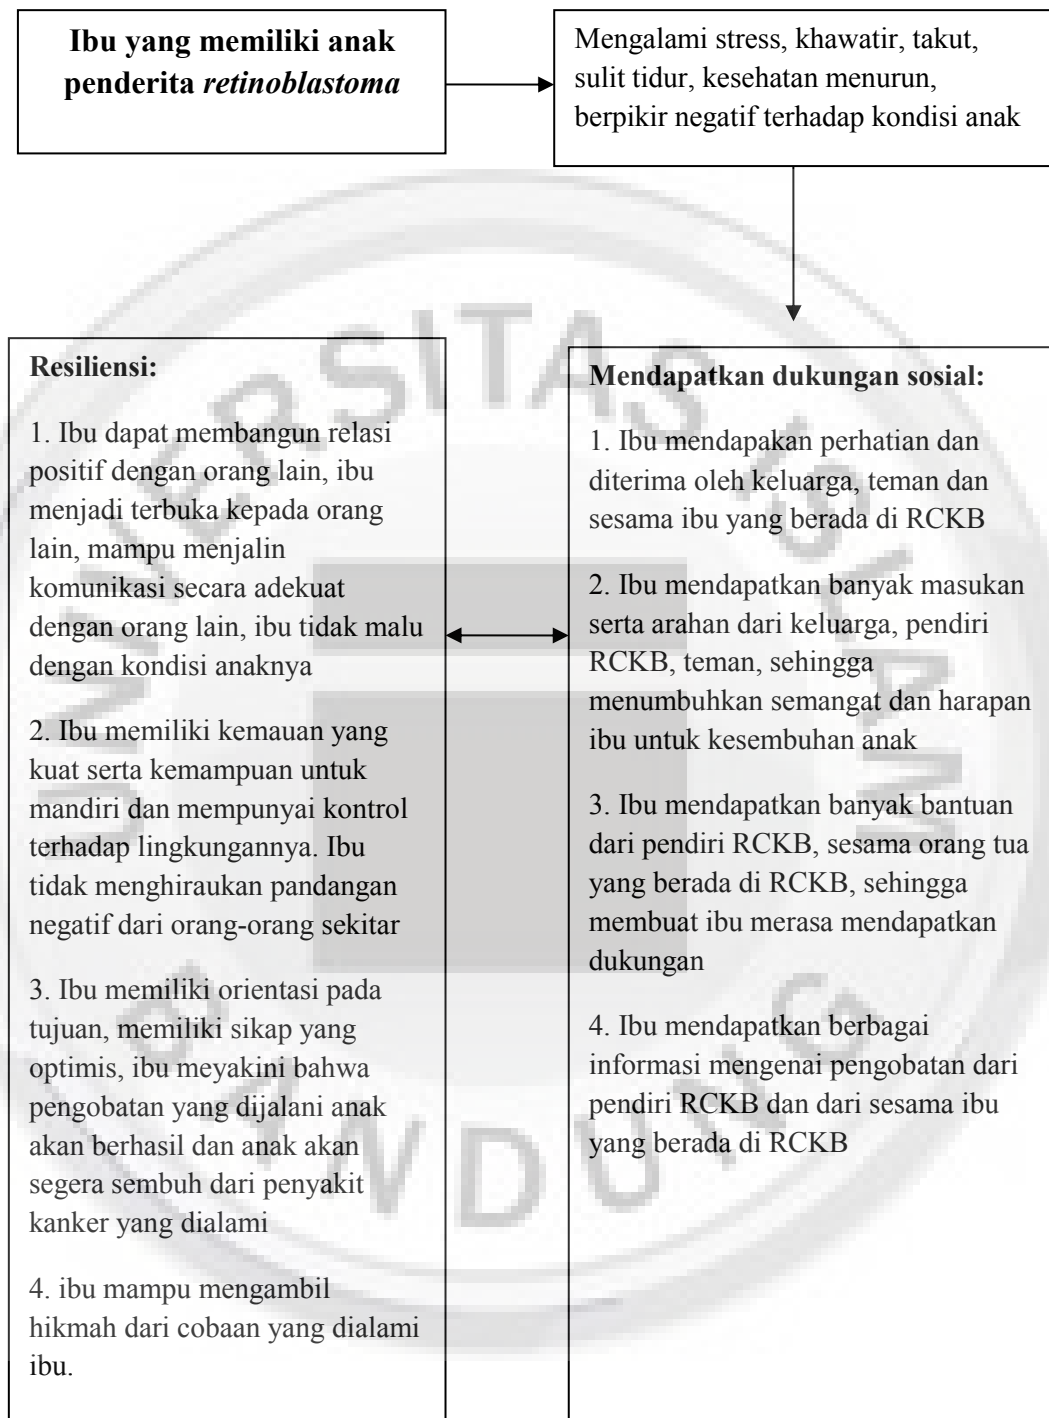 Ibu yang memiliki anak
penderita retinoblastoma
Mengalami stress, khawatir, takut,
sulit tidur, kesehatan menurun,
berpikir negatif terhadap kondisi anak
Resiliensi:
1. Ibu dapat membangun relasi
positif dengan orang lain, ibu
menjadi terbuka kepada orang
lain, mampu menjalin
komunikasi secara adekuat
dengan orang lain, ibu tidak malu
dengan kondisi anaknya
2. Ibu memiliki kemauan yang
kuat serta kemampuan untuk
mandiri dan mempunyai kontrol
terhadap lingkungannya. Ibu
tidak menghiraukan pandangan
negatif dari orang-orang sekitar
3. Ibu memiliki orientasi pada
tujuan, memiliki sikap yang
optimis, ibu meyakini bahwa
pengobatan yang dijalani anak
akan berhasil dan anak akan
segera sembuh dari penyakit
kanker yang dialami
4. ibu mampu mengambil
hikmah dari cobaan yang dialami
ibu.
Mendapatkan dukungan sosial:
1. Ibu mendapakan perhatian dan
diterima oleh keluarga, teman dan
sesama ibu yang berada di RCKB
2. Ibu mendapatkan banyak masukan
serta arahan dari keluarga, pendiri
RCKB, teman, sehingga
menumbuhkan semangat dan harapan
ibu untuk kesembuhan anak
3. Ibu mendapatkan banyak bantuan
dari pendiri RCKB, sesama orang tua
yang berada di RCKB, sehingga
membuat ibu merasa mendapatkan
dukungan
4. Ibu mendapatkan berbagai
informasi mengenai pengobatan dari
pendiri RCKB dan dari sesama ibu
yang berada di RCKB
UNIVERSITAS ISLAM
BANDUNG